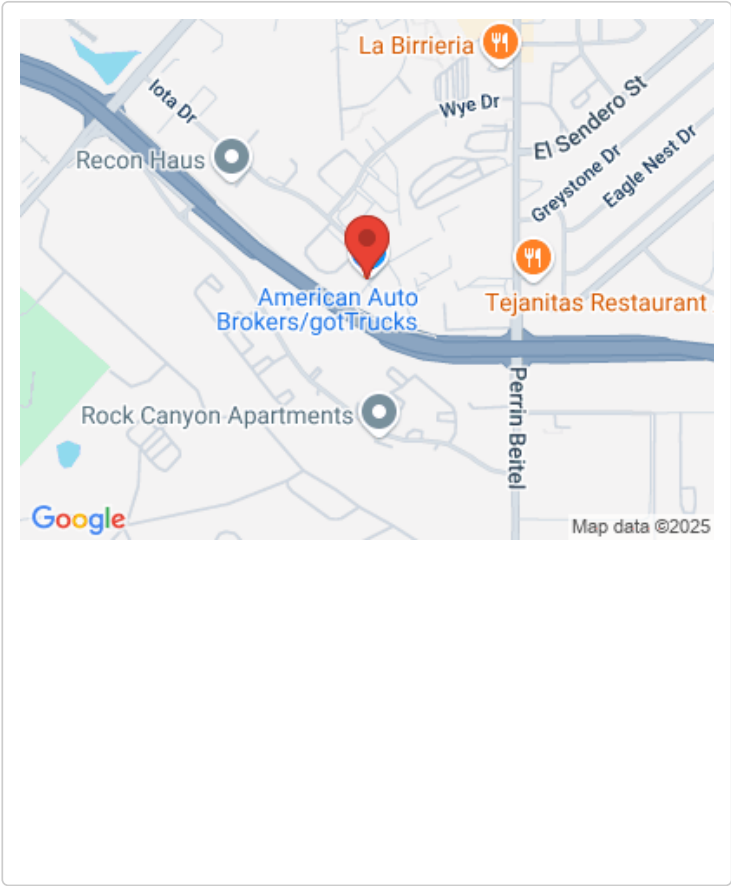 La Birrieria
Iota Dr
Wye Dr
El Sendero St
Recon Haus
Greystone Dr
Eagle Nest Dr
American Auto
Brokers/gotTrucks
Tejanitas Restaurant
Perrin Beitel
Rock Canyon Apartments
Google
Map data ©2025